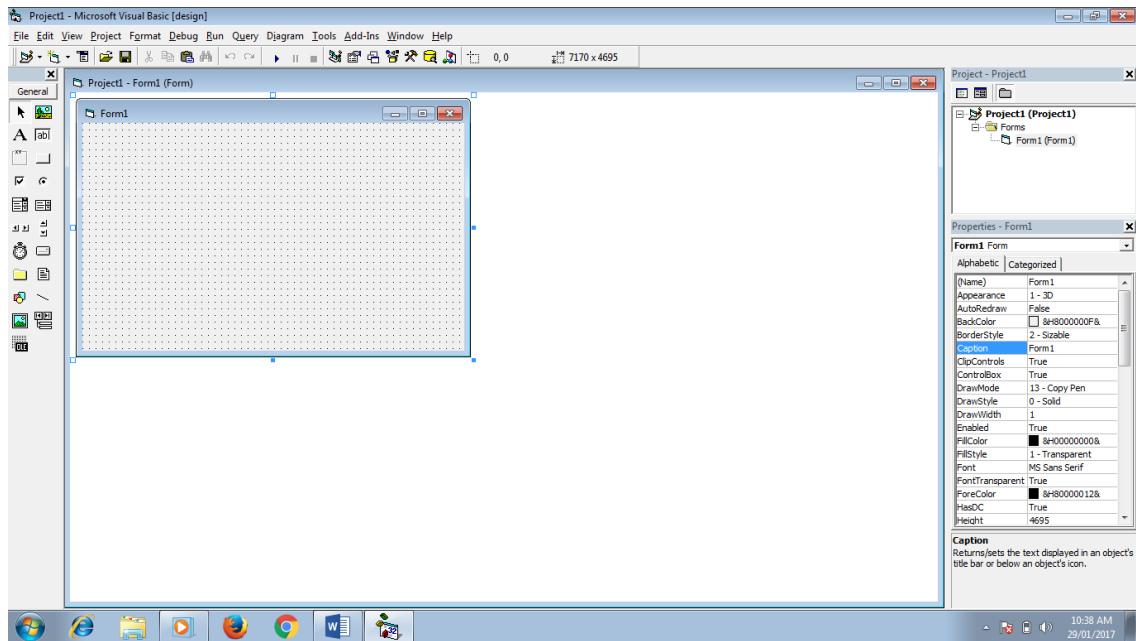 Project1 - Microsoft Visual Basic [design]
File Edit View Project Format Debug Run Query Diagram Tools Add-Ins Window Help
0, 0 7170 x 4695
General
Project1 - Form1 (Form)
Form1
Project - Project1
Project1 (Project1)
Forms
Form1 (Form1)
Properties - Form1
Form1 Form
Alphabetic Categorized
(Name) Form1
Appearance 1 - 3D
AutoRedraw False
BackColor &H8000000F&
BorderStyle 2 - Sizable
Caption Form1
ClipControls True
ControlBox True
DrawMode 13 - Copy Pen
DrawStyle 0 - Solid
DrawWidth 1
Enabled True
FillColor &H00000000&
FillStyle 1 - Transparent
Font MS Sans Serif
FontTransparent True
ForeColor &H80000012&
HasDC True
Height 4695
Caption
Returns/sets the text displayed in an object's
title bar or below an object's icon.
10:38 AM
29/01/2017